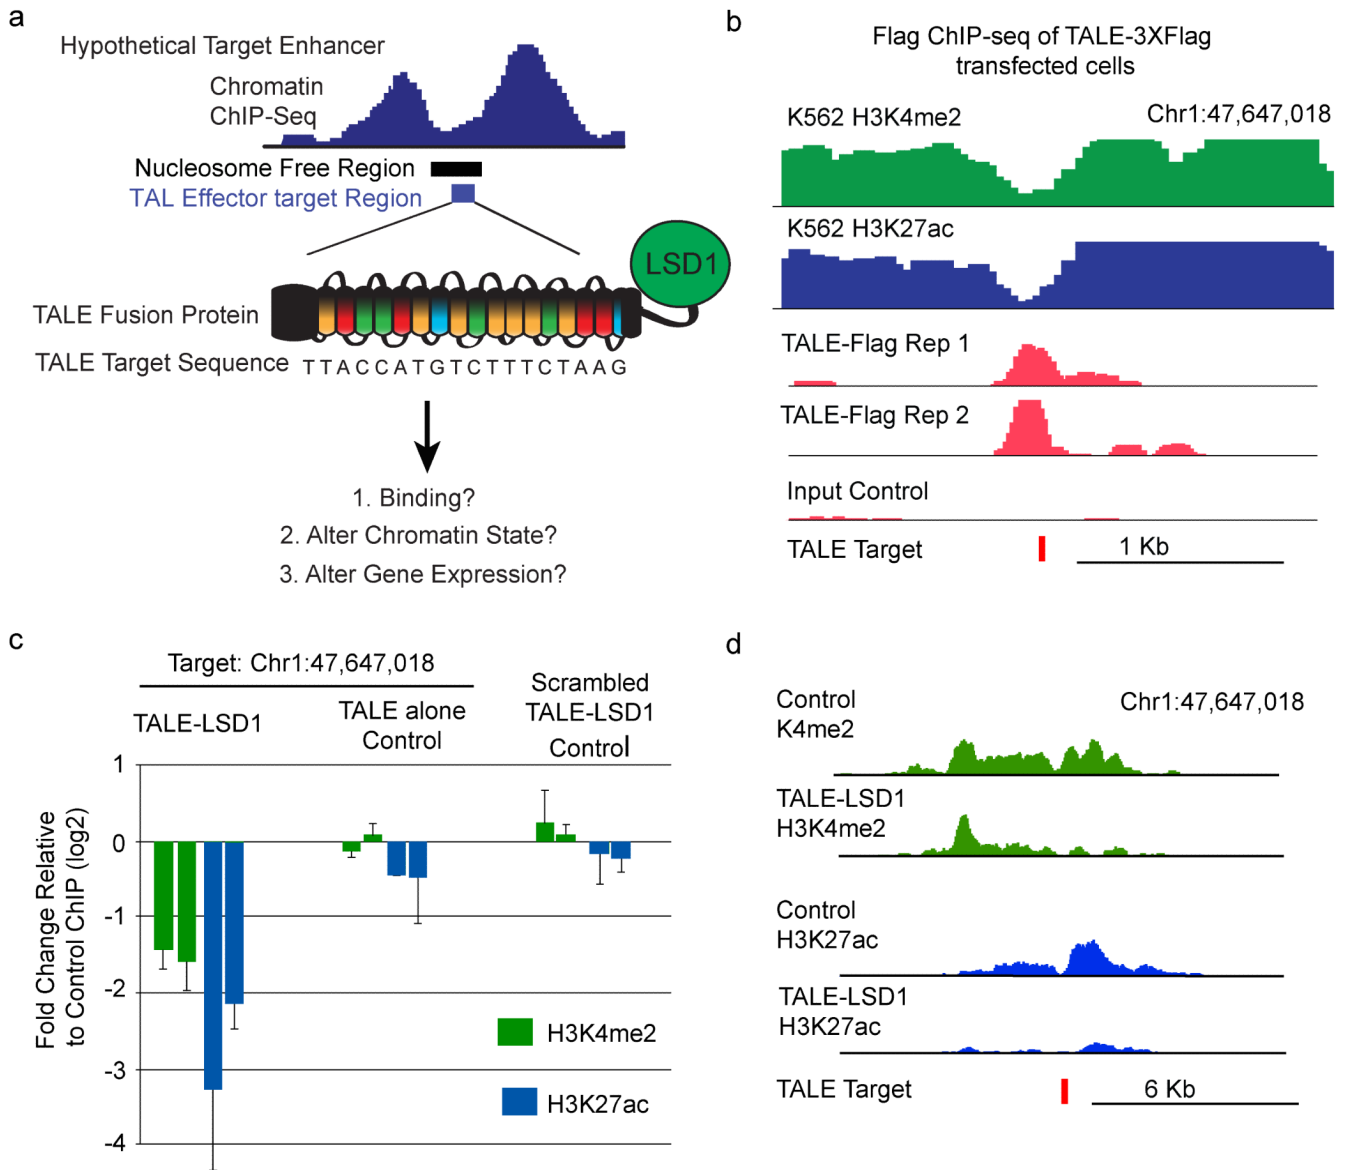 a
Hypothetical Target Enhancer
Chromatin
ChIP-Seq
Nucleosome Free Region
TAL Effector target Region
LSD1
TALE Fusion Protein
TALE Target Sequence
TTACCATGTCTTTCTAAG
1. Binding?
2. Alter Chromatin State?
3. Alter Gene Expression?
b
Flag ChIP-seq of TALE-3XFlag
transfected cells
K562 H3K4me2
Chr1:47,647,018
K562 H3K27ac
TALE-Flag Rep 1
TALE-Flag Rep 2
Input Control
TALE Target
1 Kb
c
Target: Chr1:47,647,018
TALE-LSD1
TALE alone
Control
Scrambled
TALE-LSD1
Control
Fold Change Relative
to Control ChIP (log2)
1
0
-1
-2
-3
-4
H3K4me2
H3K27ac
d
Control
K4me2
Chr1:47,647,018
TALE-LSD1
H3K4me2
Control
H3K27ac
TALE-LSD1
H3K27ac
TALE Target
6 Kb